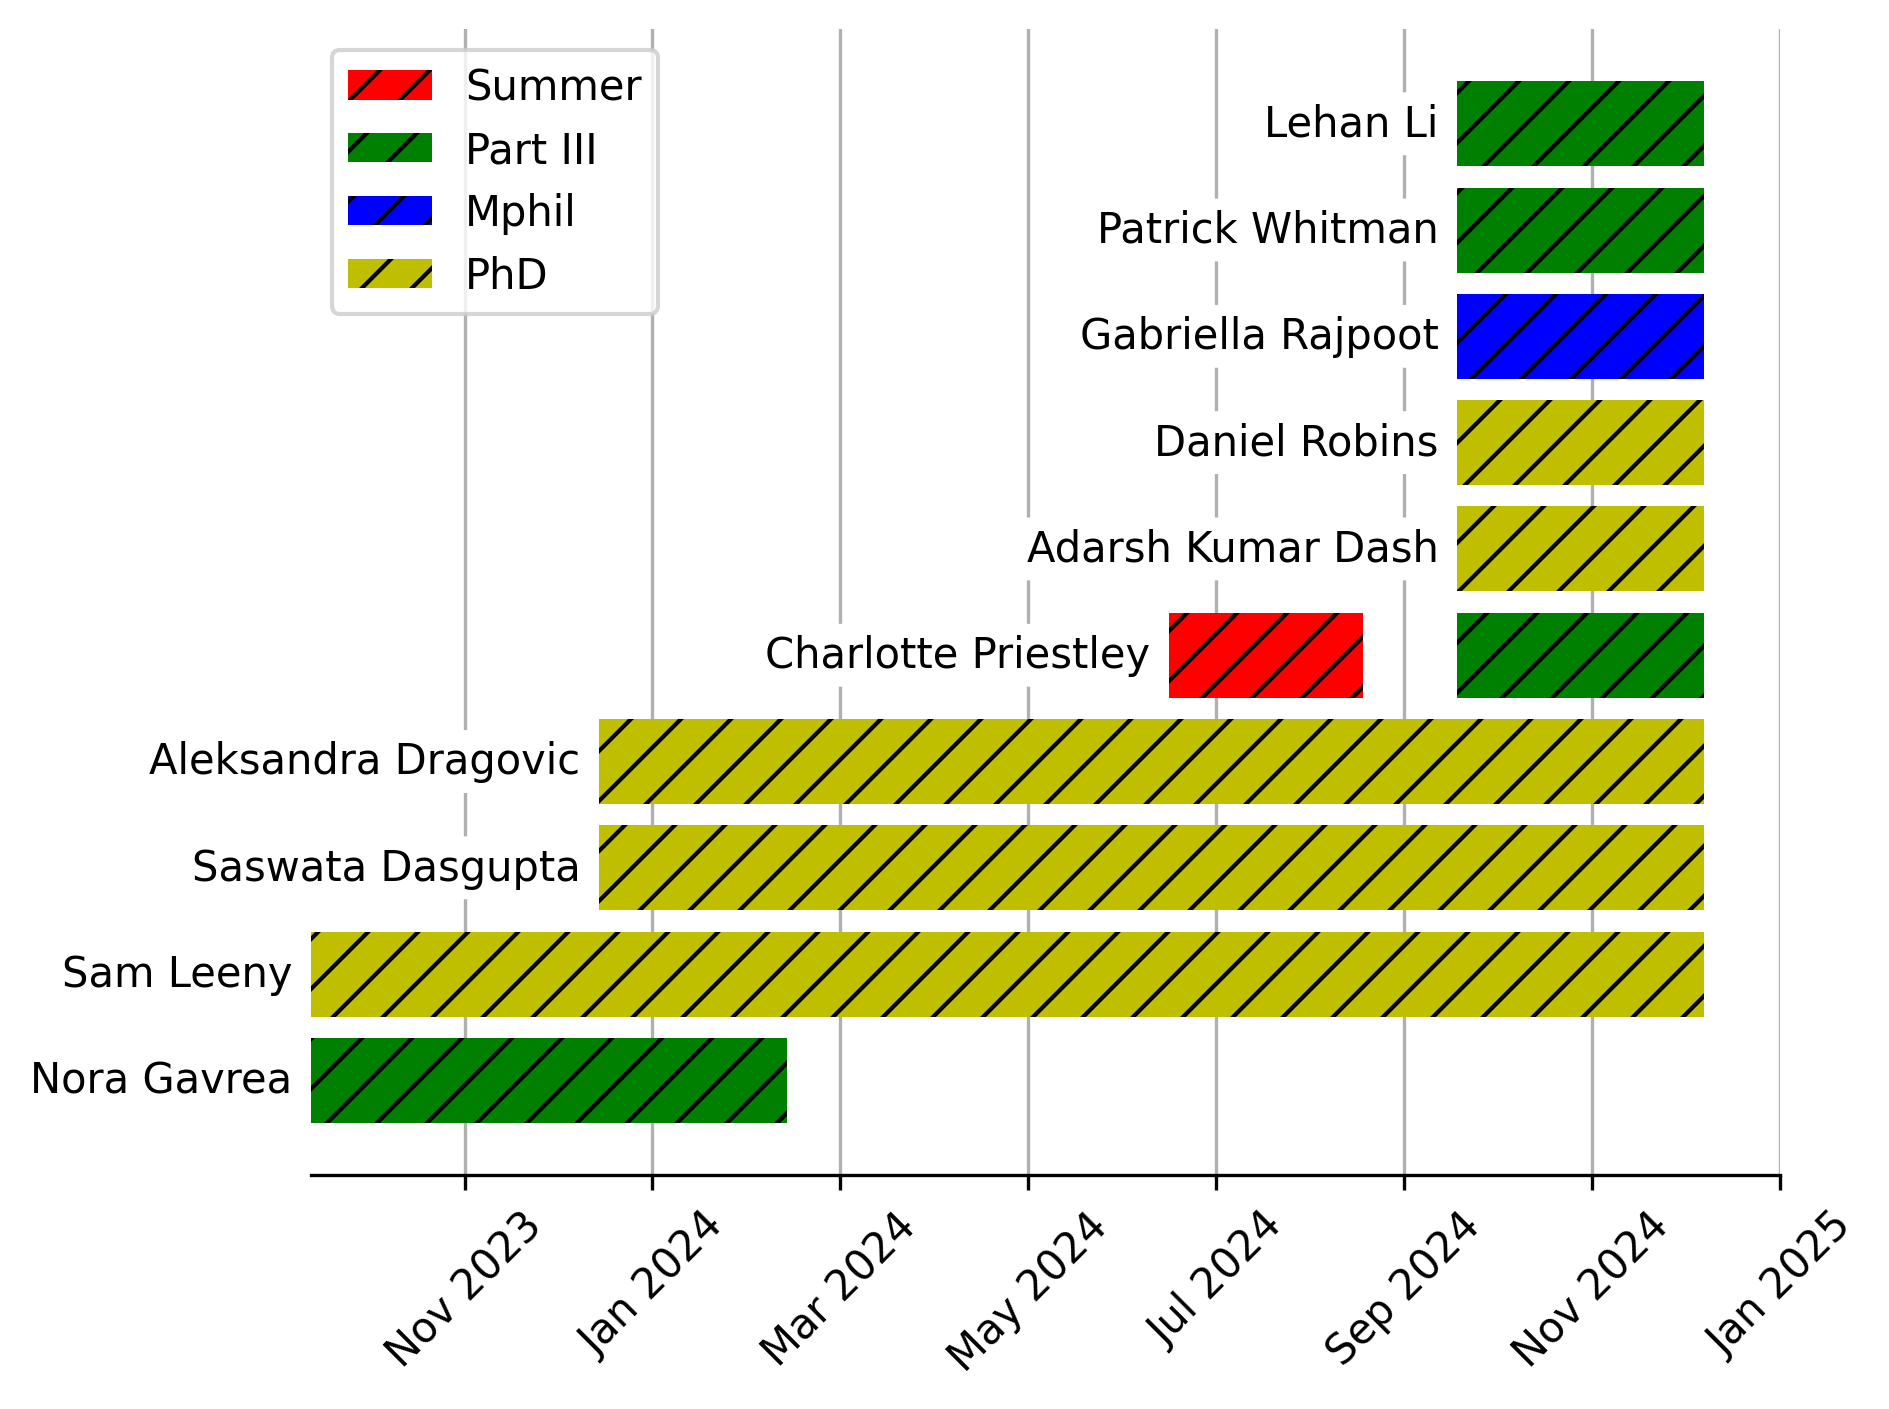 Summer
Part III
Mphil
PhD
Lehan Li
Patrick Whitman
Gabriella Rajpoot
Daniel Robins
Adarsh Kumar Dash
Charlotte Priestley
Aleksandra Dragovic
Saswata Dasgupta
Sam Leeny
Nora Gavrea
Nov 2023
Jan 2024
Mar 2024
May 2024
Jul 2024
Sep 2024
Nov 2024
Jan 2025